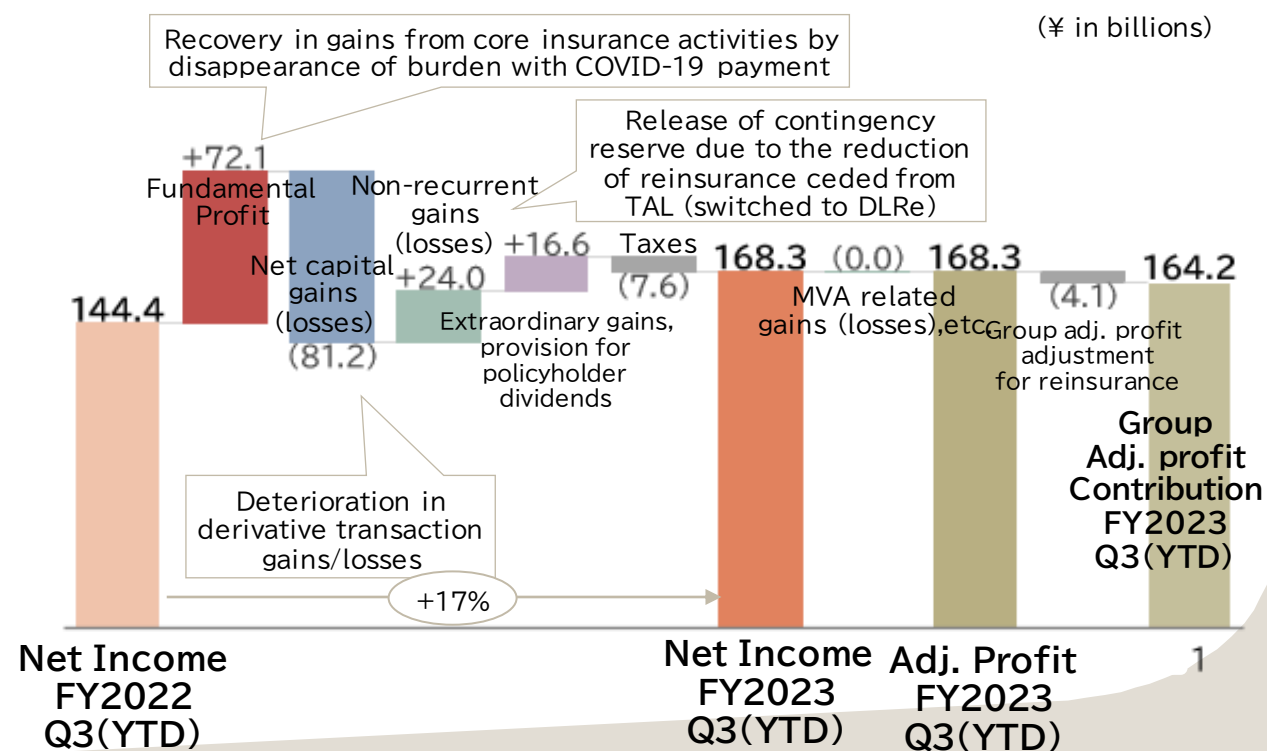 (¥ in billions)
Recovery in gains from core insurance activities by
disappearance of burden with COVID-19 payment
Release of contingency
reserve due to the reduction
of reinsurance ceded from
TAL (switched to DLRe)
+72.1
Fundamental
Profit
Non-recurrent
gains
(losses)
+16.6
Taxes
(7.6)
168.3
(0.0)
168.3
(4.1)
164.2
144.4
Net capital
gains
(losses)
(81.2)
+24.0
Extraordinary gains,
provision for
policyholder
dividends
MVA related
gains (losses),etc.
Group adj. profit
adjustment
for reinsurance
Group
Adj. profit
Contribution
FY2023
Q3(YTD)
Deterioration in
derivative transaction
gains/losses
+17%
Net Income
FY2022
Q3(YTD)
Net Income
FY2023
Q3(YTD)
Adj. Profit
FY2023
Q3(YTD)
1